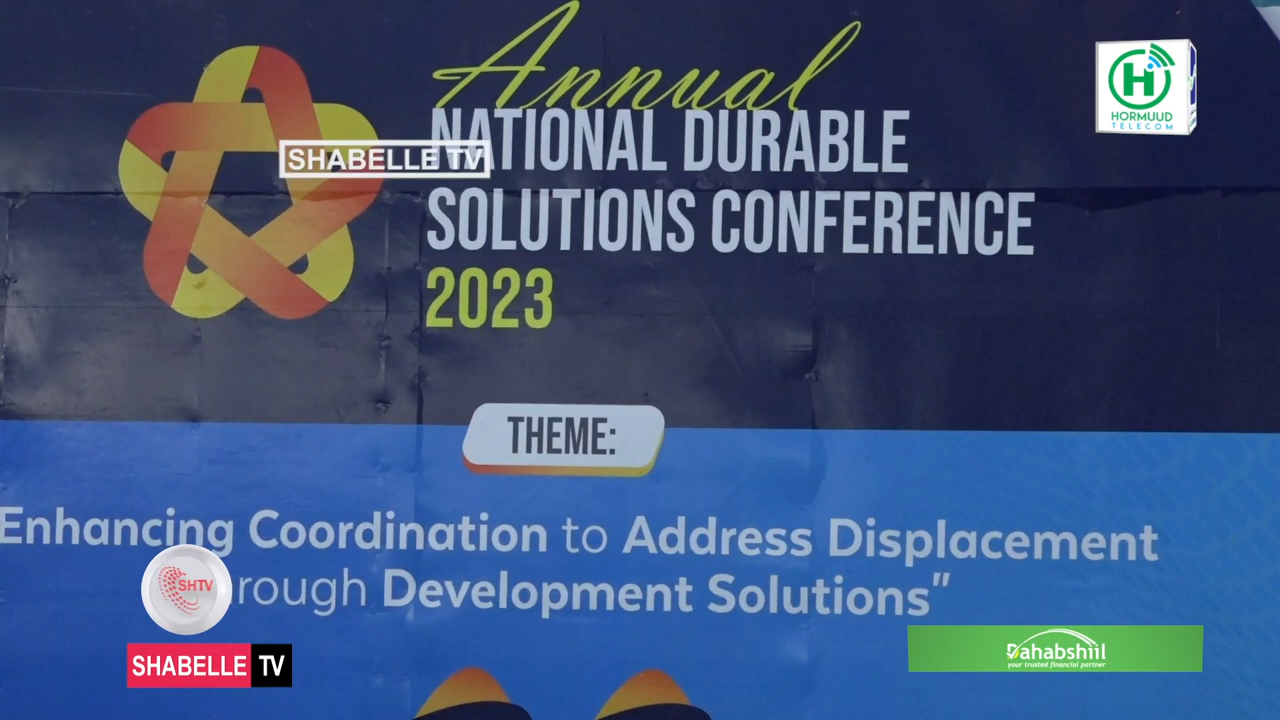 Annual
NATIONAL DURABLE
SOLUTIONS CONFERENCE
2023
SHABELLE TV
H
HORMUUD
TELECOM
THEME:
Enhancing Coordination to Address Displacement
rough Development Solutions"
SHTV
SHABELLE TV
Dahabshiil
your trusted financial partner